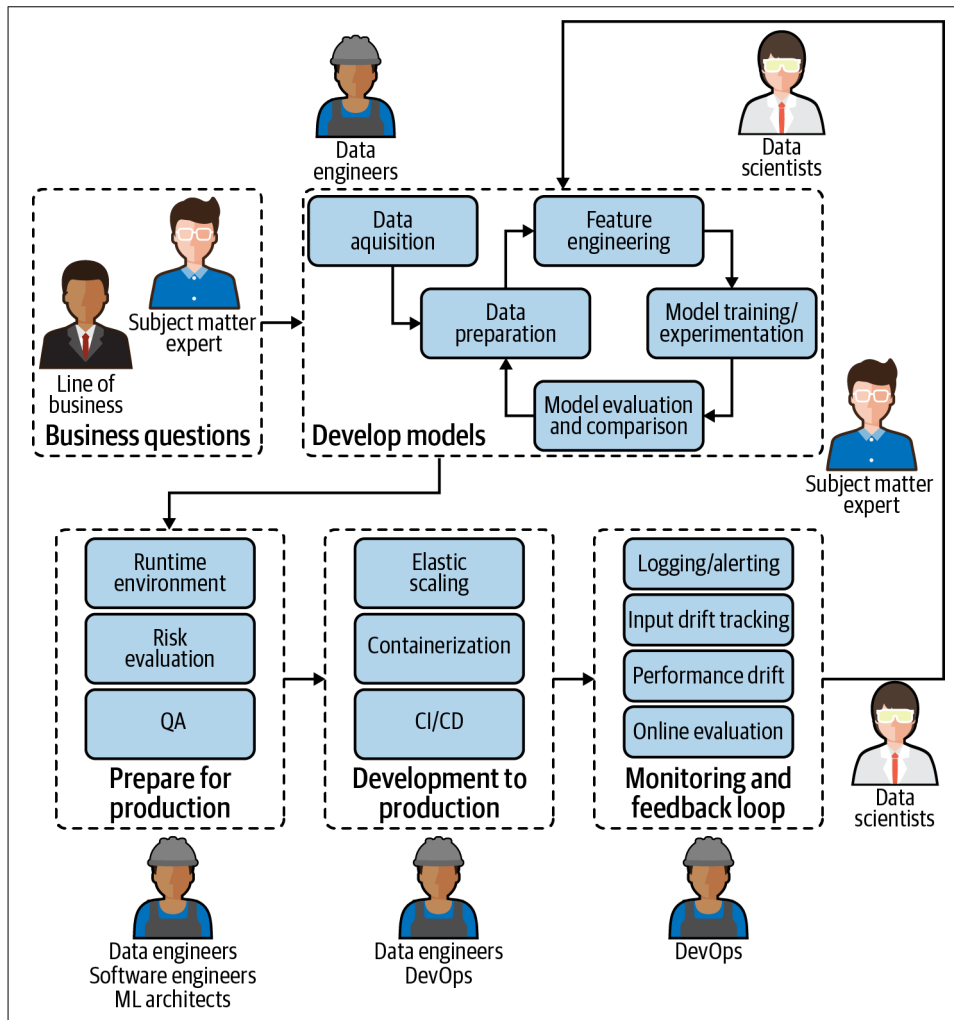 Data
engineers
Data
scientists
Data
aquisition
Feature
engineering
Data
preparation
Model training/
experimentation
Model evaluation
and comparison
Subject matter
expert
Line of
business
Business questions
Develop models
Subject matter
expert
Runtime
environment
Risk
evaluation
QA
Prepare for
production
Elastic
scaling
Containerization
CI/CD
Development to
production
Logging/alerting
Input drift tracking
Performance drift
Online evaluation
Monitoring and
feedback loop
Data
scientists
Data engineers
Software engineers
ML architects
Data engineers
DevOps
DevOps